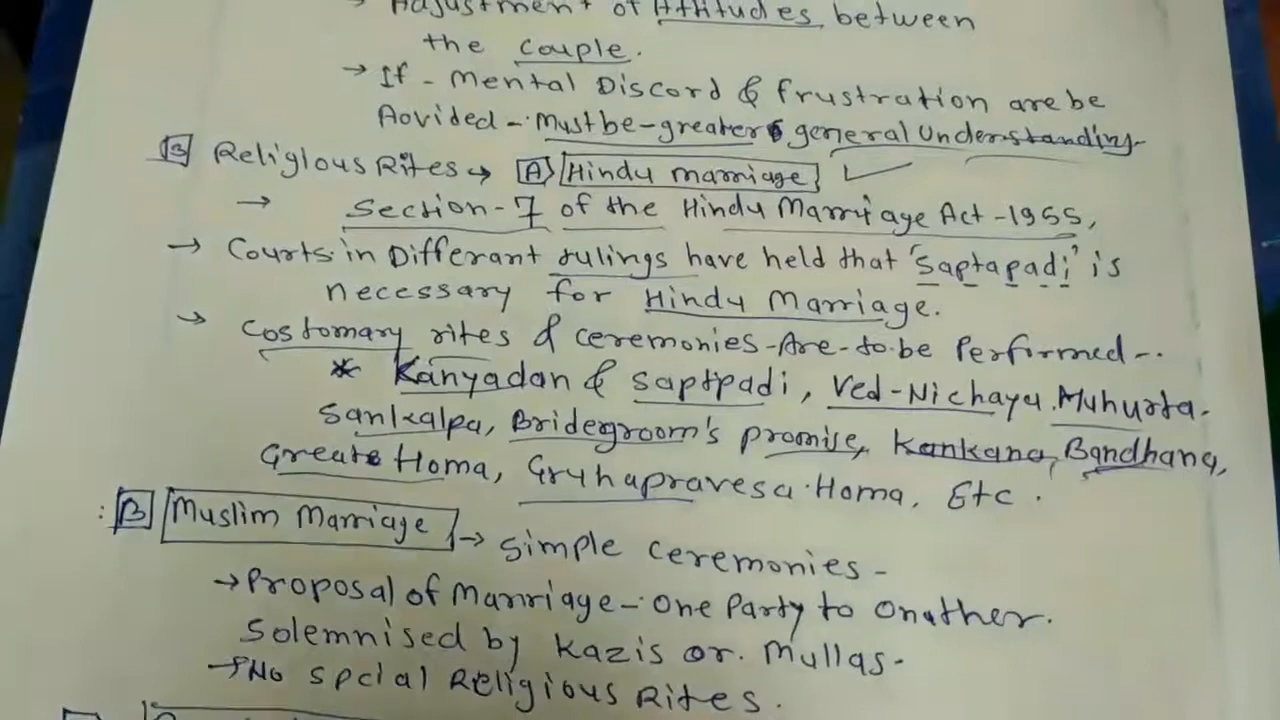 → Adjustment of Attitudes between
the couple.
→ If - Mental Discord & frustration are be
Aovided - Must be - greater & general Understanding.
[B] Religious Rites → [A] Hindu marriage
→ Section-7 of the Hindu Marriage Act - 1955,
→ Courts in Differant rulings have held that 'Saptapadi' is
necessary for Hindu Marriage.
→ Costomary rites & ceremonies - Are - to be Performed -.
* Kanyadan & saptpadi, Ved-Nichaya. Muhurta.
Sankalpa, Bridegroom's promise, Kankana, Bandhana,
Greate Homa, Gruhapravesa. Homa, Etc.
: [B] Muslim Marriage → Simple ceremonies -
→ Proposal of Marriage - One Party to Onather.
Solemnised by Kazis or. Mullas -
→ No spcial Religious Rites.